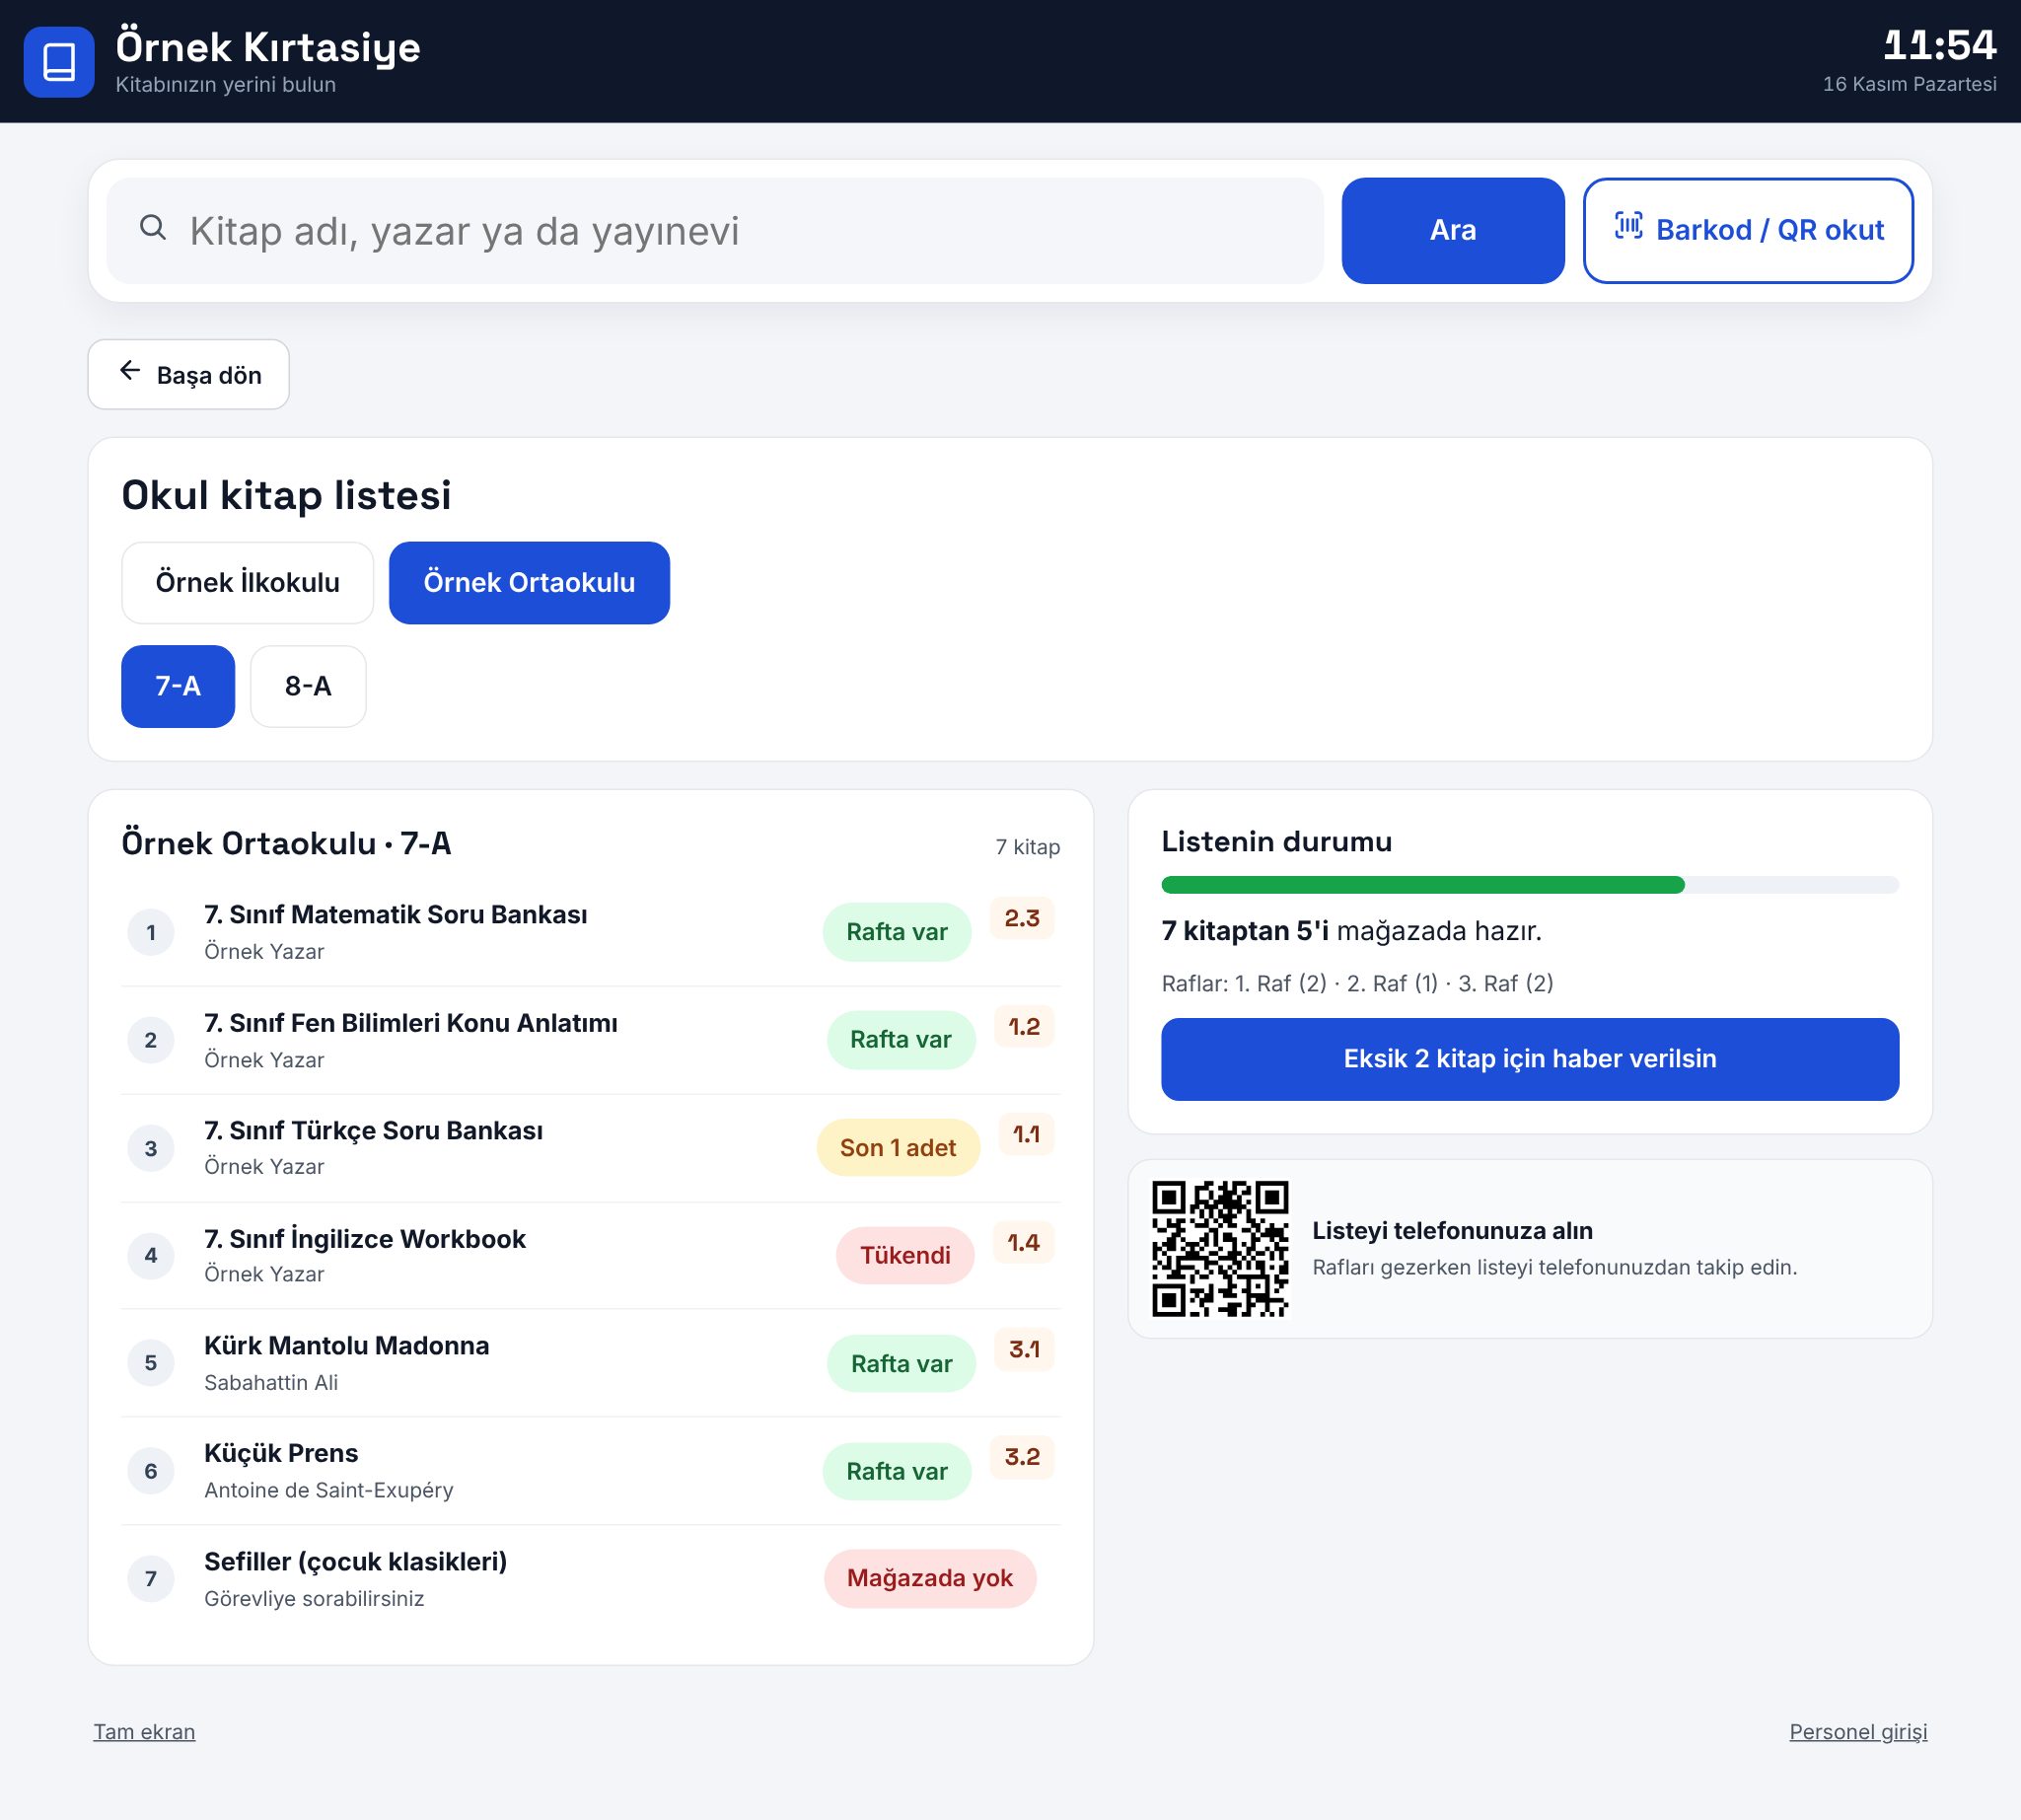 Örnek Kırtasiye
Kitabınızın yerini bulun
11:54
16 Kasım Pazartesi
Kitap adı, yazar ya da yayınevi
Ara
Barkod / QR okut
Başa dön
Okul kitap listesi
Örnek İlkokulu
Örnek Ortaokulu
7-A
8-A
Örnek Ortaokulu · 7-A
7 kitap
1
7. Sınıf Matematik Soru Bankası
Örnek Yazar
Rafta var
2.3
2
7. Sınıf Fen Bilimleri Konu Anlatımı
Örnek Yazar
Rafta var
1.2
3
7. Sınıf Türkçe Soru Bankası
Örnek Yazar
Son 1 adet
1.1
4
7. Sınıf İngilizce Workbook
Örnek Yazar
Tükendi
1.4
5
Kürk Mantolu Madonna
Sabahattin Ali
Rafta var
3.1
6
Küçük Prens
Antoine de Saint-Exupéry
Rafta var
3.2
7
Sefiller (çocuk klasikleri)
Görevliye sorabilirsiniz
Mağazada yok
Listenin durumu
7 kitaptan 5'i mağazada hazır.
Raflar: 1. Raf (2) · 2. Raf (1) · 3. Raf (2)
Eksik 2 kitap için haber verilsin
Listeyi telefonunuza alın
Rafları gezerken listeyi telefonunuzdan takip edin.
Tam ekran
Personel girişi